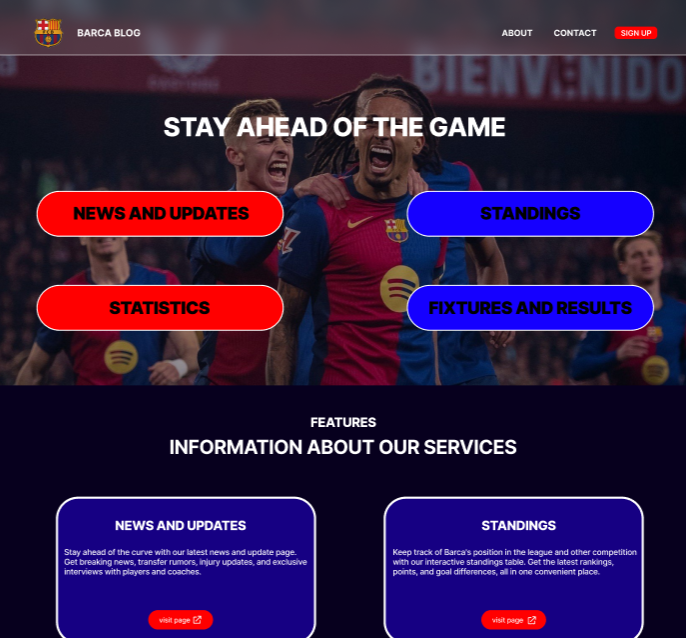 BARCA BLOG
ABOUT
CONTACT
SIGN UP
BIENVENIDO
STAY AHEAD OF THE GAME
NEWS AND UPDATES
STANDINGS
STATISTICS
FIXTURES AND RESULTS
FEATURES
INFORMATION ABOUT OUR SERVICES
NEWS AND UPDATES
Stay ahead of the curve with our latest news and update page.
Get breaking news, transfer rumors, injury updates, and exclusive
interviews with players and coaches.
visit page
STANDINGS
Keep track of Barca's position in the league and other competition
with our interactive standings table. Get the latest rankings,
points, and goal differences, all in one convenient place.
visit page